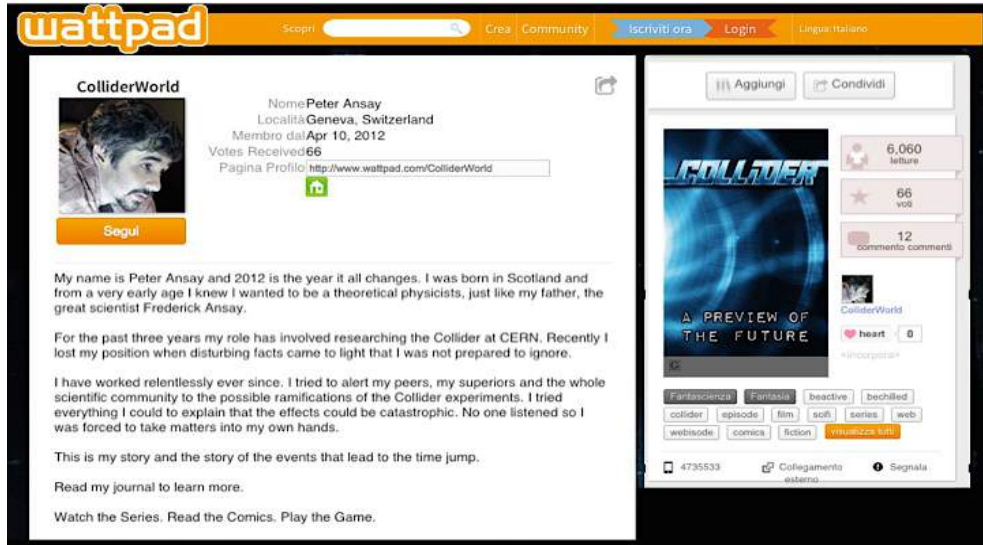 wattpad
Scopri
Crea Community
Iscriviti ora
Login
Lingua: Italiano
ColliderWorld
Nome Peter Ansay
Località Geneva, Switzerland
Membro dal Apr 10, 2012
Votes Received 66
Pagina Profilo http://www.wattpad.com/ColliderWorld
Segui
My name is Peter Ansay and 2012 is the year it all changes. I was born in Scotland and
from a very early age I knew I wanted to be a theoretical physicists, just like my father, the
great scientist Frederick Ansay.
For the past three years my role has involved researching the Collider at CERN. Recently I
lost my position when disturbing facts came to light that I was not prepared to ignore.
I have worked relentlessly ever since. I tried to alert my peers, my superiors and the whole
scientific community to the possible ramifications of the Collider experiments. I tried
everything I could to explain that the effects could be catastrophic. No one listened so I
was forced to take matters into my own hands.
This is my story and the story of the events that lead to the time jump.
Read my journal to learn more.
Watch the Series. Read the Comics. Play the Game.
Aggiungi
Condividi
COLLIDER
A PREVIEW OF
THE FUTURE
6,060
letture
66
voti
12
commento commenti
ColliderWorld
heart 0
<incorpora>
Fantascienza Fantasia beactive bechilled
collider episode film scifi series web
webisode comics fiction visualizza tutti
4735533
Collegamento
esterno
Segnala